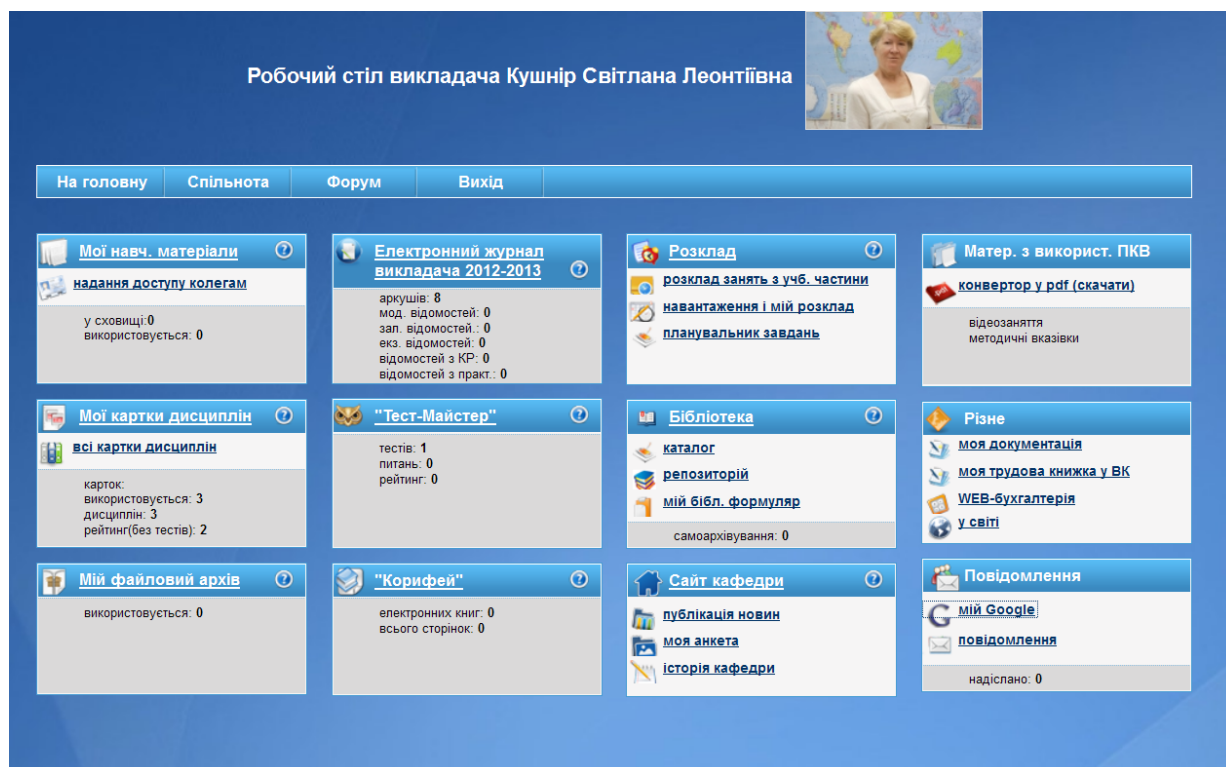 Робочий стіл викладача Кушнір Світлана Леонтіївна
На головну
Спільнота
Форум
Вихід
Мої навч. матеріали
надання доступу колегам
у сховищі:0
використовується: 0
Електронний журнал
викладача 2012-2013
аркушів: 8
мод. відомостей: 0
зал. відомостей.: 0
екз. відомостей: 0
відомостей з КР: 0
відомостей з практ.: 0
Розклад
розклад занять з учб. частини
навантаження і мій розклад
планувальник завдань
Матер. з використ. ПКВ
конвертор у pdf (скачати)
відеозаняття
методичні вказівки
Мої картки дисциплін
всі картки дисциплін
карток:
використовується: 3
дисциплін: 3
рейтинг(без тестів): 2
"Тест-Майстер"
тестів: 1
питань: 0
рейтинг: 0
Бібліотека
каталог
репозиторій
мій бібл. формуляр
самоархівування: 0
Різне
моя документація
моя трудова книжка у ВК
WEB-бухгалтерія
у світі
Мій файловий архів
використовується: 0
"Корифей"
електронних книг: 0
всього сторінок: 0
Сайт кафедри
публікація новин
моя анкета
історія кафедри
Повідомлення
мій Google
повідомлення
надіслано: 0